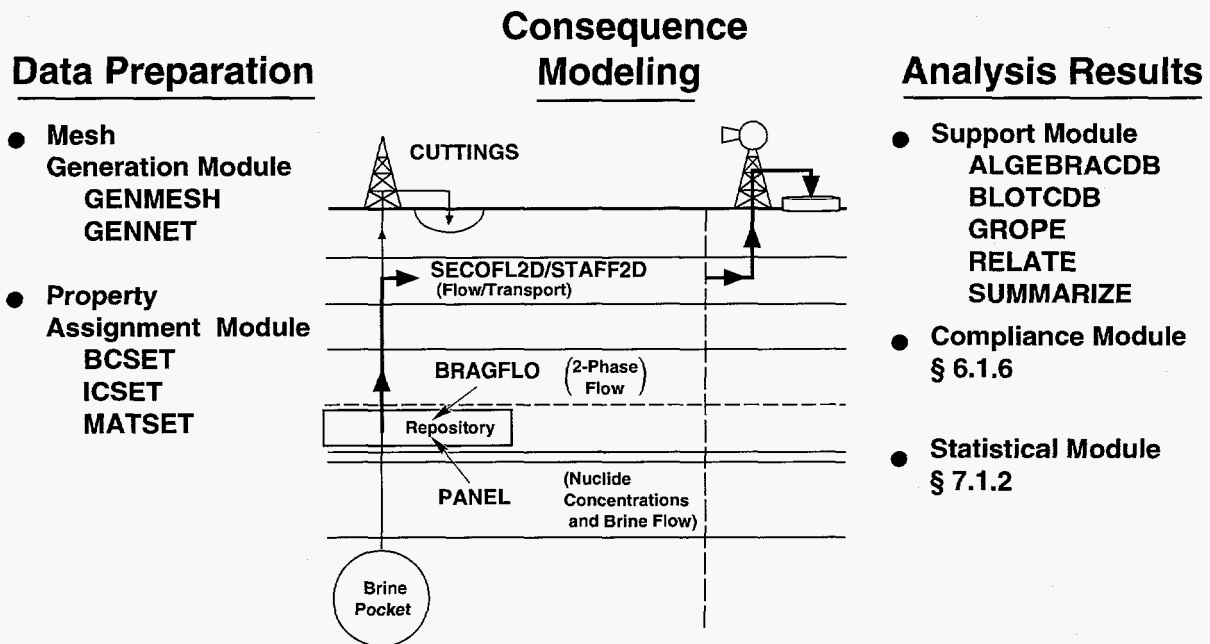 Data Preparation
● Mesh
Generation Module
GENMESH
GENNET
● Property
Assignment Module
BCSET
ICSET
MATSET
Consequence
Modeling
CUTTINGS
SECOFL2D/STAFF2D
(Flow/Transport)
BRAGFLO (2-Phase
Flow)
Repository
PANEL
(Nuclide
Concentrations
and Brine Flow)
Brine
Pocket
Analysis Results
● Support Module
ALGEBRACDB
BLOTCDB
GROPE
RELATE
SUMMARIZE
● Compliance Module
§ 6.1.6
● Statistical Module
§ 7.1.2